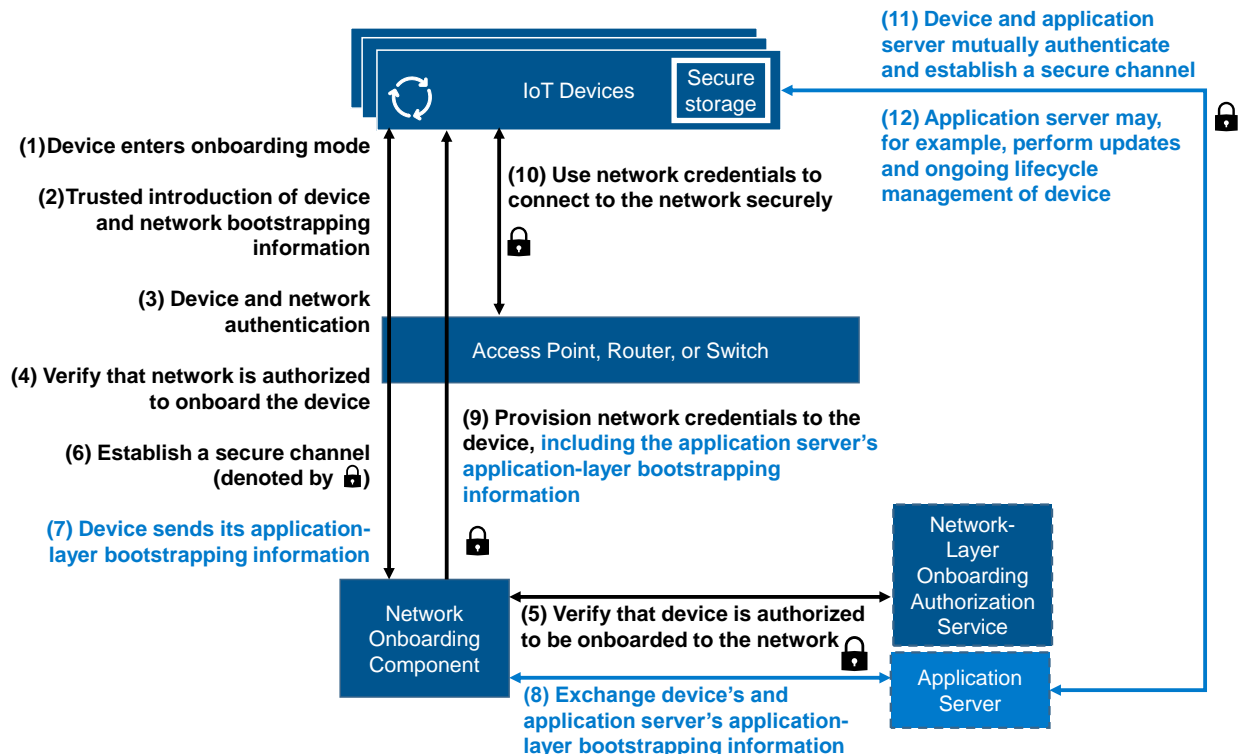 IoT Devices
Secure
storage
(11) Device and application
server mutually authenticate
and establish a secure channel
(12) Application server may,
for example, perform updates
and ongoing lifecycle
management of device
(1)Device enters onboarding mode
(2)Trusted introduction of device
and network bootstrapping
information
(3) Device and network
authentication
(4) Verify that network is authorized
to onboard the device
(6) Establish a secure channel
(denoted by )
(7) Device sends its application-
layer bootstrapping information
(10) Use network credentials to
connect to the network securely
Access Point, Router, or Switch
(9) Provision network credentials to the
device, including the application server’s
application-layer bootstrapping
information
Network
Onboarding
Component
(5) Verify that device is authorized
to be onboarded to the network
Network-
Layer
Onboarding
Authorization
Service
(8) Exchange device’s and
application server’s application-
layer bootstrapping information
Application
Server